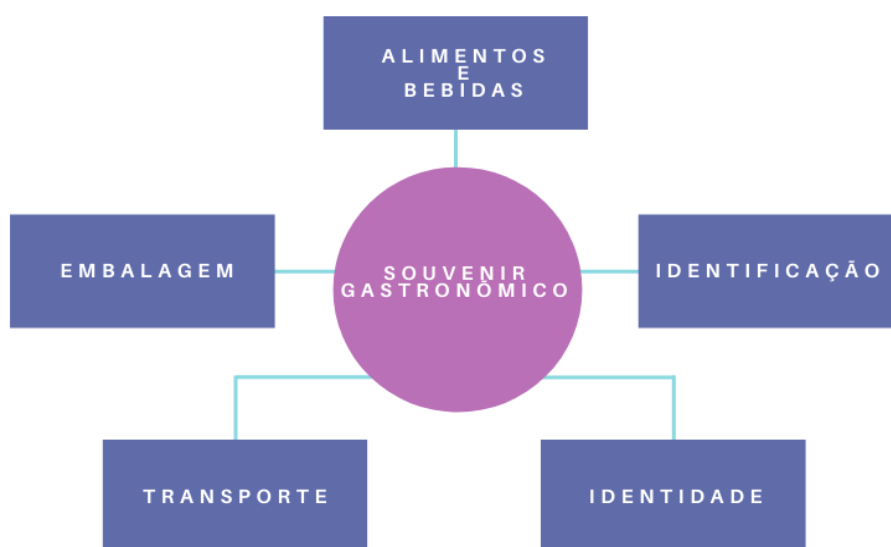 ALIMENTOS
E
BEBIDAS
EMBALAGEM
SOUVENIR
GASTRONÔMICO
IDENTIFICAÇÃO
TRANSPORTE
IDENTIDADE